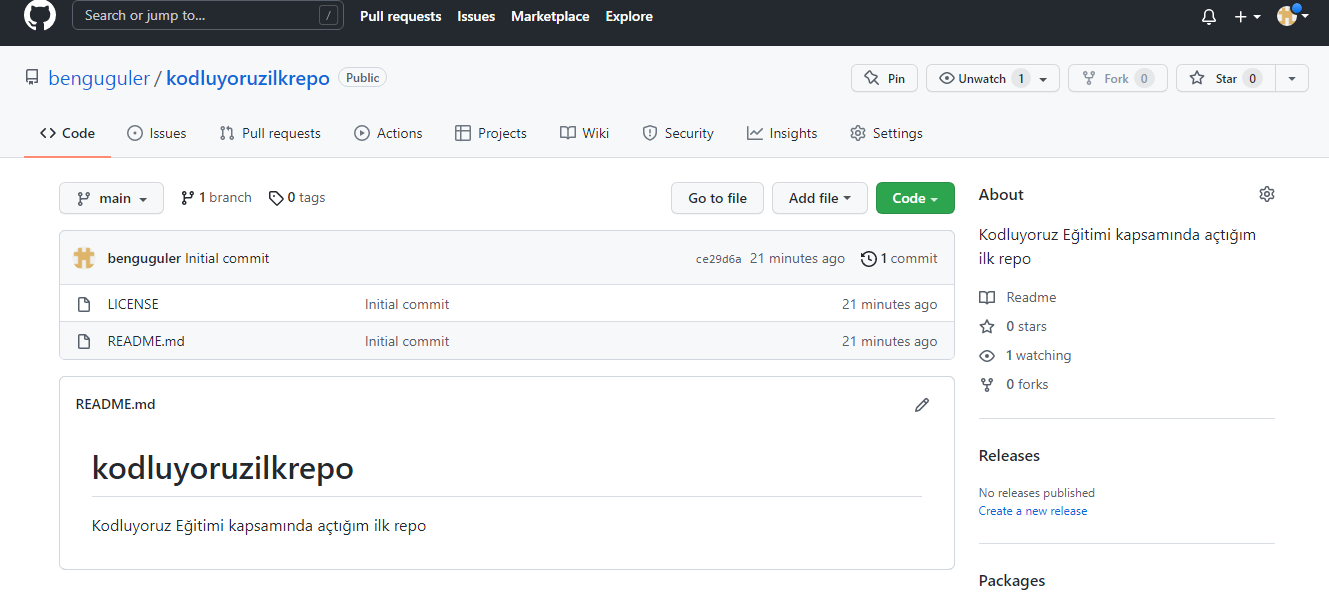 Search or jump to... /
Pull requests Issues Marketplace Explore
benguguler / kodluyoruzilkrepo Public
Pin
Unwatch 1
Fork 0
Star 0
Code Issues Pull requests Actions Projects Wiki Security Insights Settings
main 1 branch 0 tags
Go to file Add file Code
benguguler Initial commit ce29d6a 21 minutes ago 1 commit
LICENSE Initial commit 21 minutes ago
README.md Initial commit 21 minutes ago
README.md
kodluyoruzilkrepo
Kodluyoruz Eğitimi kapsamında açtığım ilk repo
About
Kodluyoruz Eğitimi kapsamında açtığım
ilk repo
Readme
0 stars
1 watching
0 forks
Releases
No releases published
Create a new release
Packages